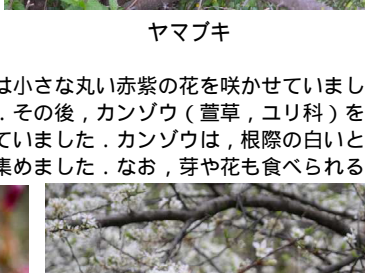 ヤマブキ
は小さな丸い赤紫の花を咲かせていまし
．その後，カンゾウ（萱草，ユリ科）を
ていました．カンゾウは，根際の白いと
集めました．なお，芽や花も食べられる